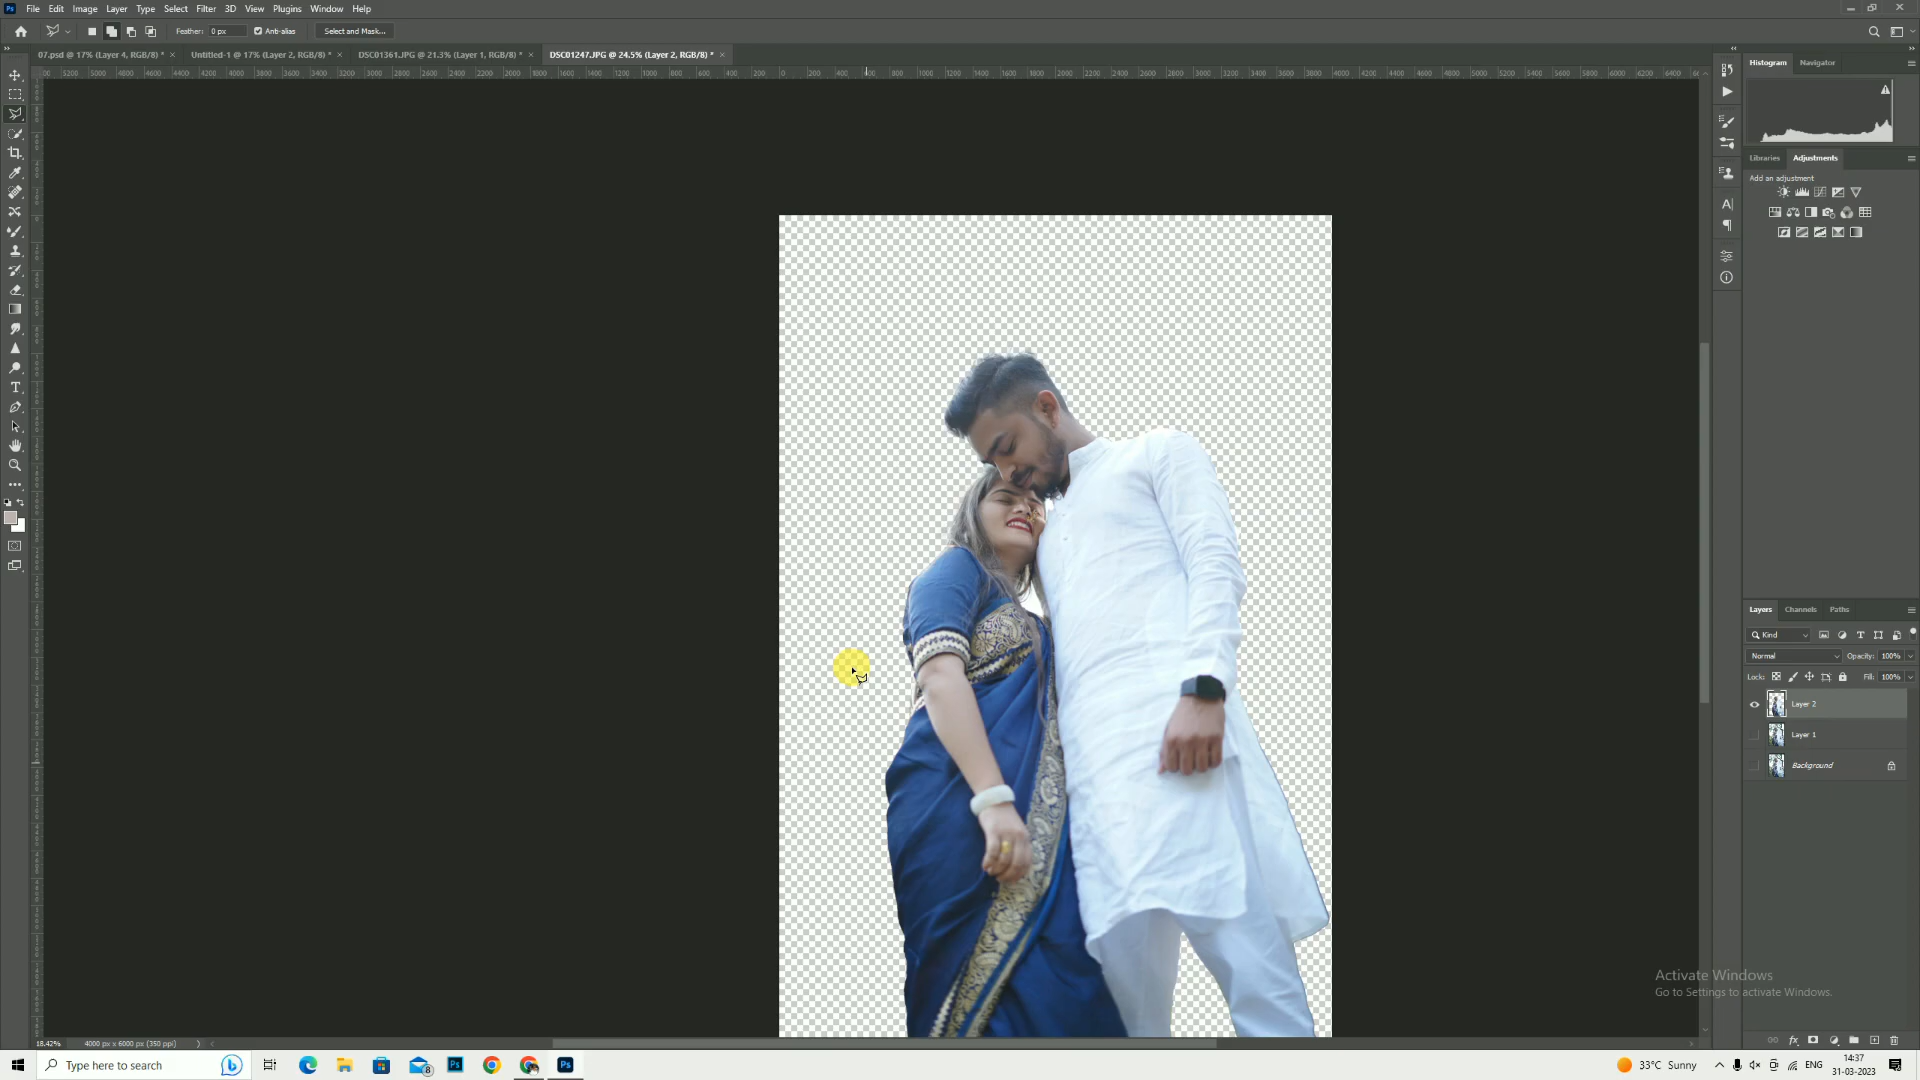 File Edit Image Layer Type Select Filter 3D View Plugins Window Help
Feather: 0 px Anti-alias Select and Mask...
07.psd @ 17% (Layer 4, RGB/8) * Untitled-1 @ 17% (Layer 2, RGB/8) * DSC01361.JPG @ 21.3% (Layer 1, RGB/8) * DSC01247.JPG @ 24.5% (Layer 2, RGB/8) *
Histogram Navigator
Libraries Adjustments
Add an adjustment
Layers Channels Paths
Kind
Normal Opacity: 100%
Lock: Fill: 100%
Layer 2
Layer 1
Background
Activate Windows
Go to Settings to activate Windows.
18.42% 4000 px x 6000 px (350 ppi)
Type here to search
8
33°C Sunny
ENG
14:37
31-03-2023